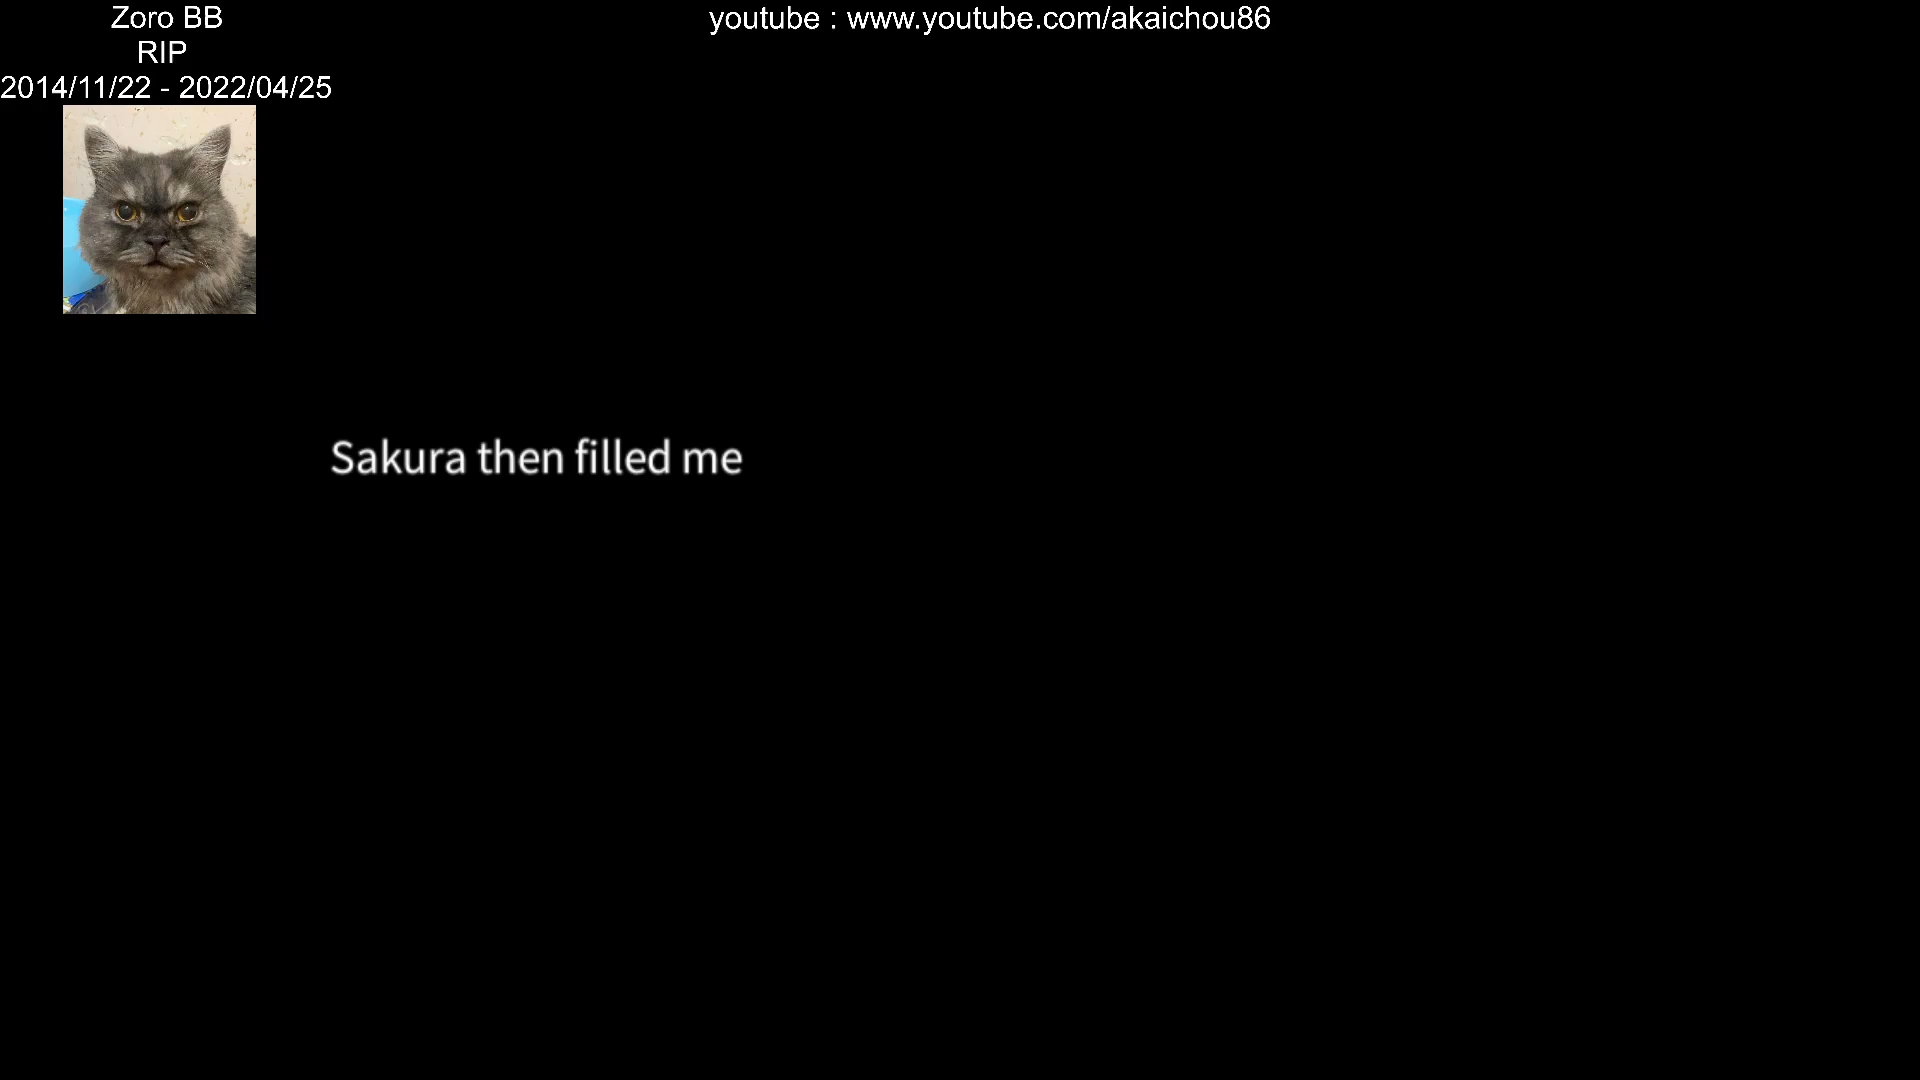 Zoro BB
RIP
2014/11/22 - 2022/04/25
youtube : www.youtube.com/akaichou86
Sakura then filled me